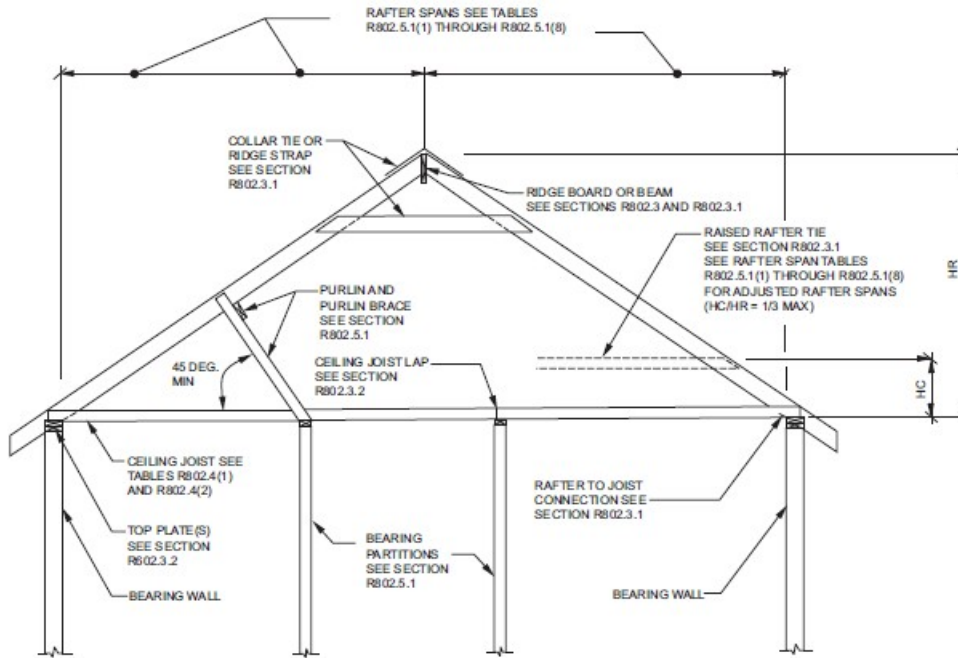 RAFTER SPANS SEE TABLES
R802.5.1(1) THROUGH R802.5.1(8)
COLLAR TIE OR
RIDGE STRAP
SEE SECTION
R802.3.1
RIDGE BOARD OR BEAM
SEE SECTIONS R802.3 AND R802.3.1
RAISED RAFTER TIE
SEE SECTION R802.3.1
SEE RAFTER SPAN TABLES
R802.5.1(1) THROUGH R802.5.1(8)
FOR ADJUSTED RAFTER SPANS
(HC/HR = 1/3 MAX)
HR
PURLIN AND
PURLIN BRACE
SEE SECTION
R802.5.1
45 DEG.
MIN
CEILING JOIST LAP
SEE SECTION
R802.3.2
HC
CEILING JOIST SEE
TABLES R802.4(1)
AND R802.4(2)
RAFTER TO JOIST
CONNECTION SEE
SECTION R802.3.1
TOP PLATE(S)
SEE SECTION
R602.3.2
BEARING
PARTITIONS
SEE SECTION
R802.5.1
BEARING WALL
BEARING WALL